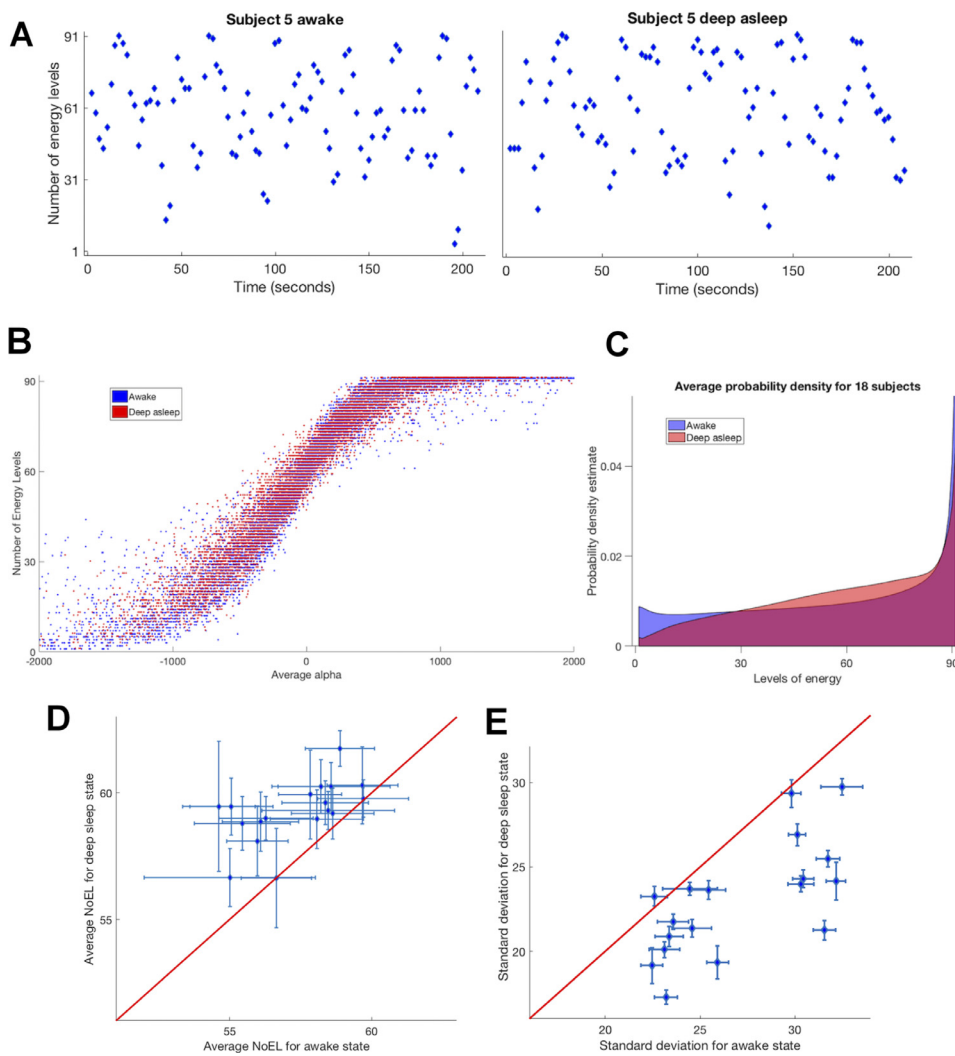 A
Subject 5 awake
Number of energy levels
91
61
31
1
0
50
100
150
200
Time (seconds)
Subject 5 deep asleep
0
50
100
150
200
Time (seconds)
B
Number of Energy Levels
90
60
30
0
Awake
Deep asleep
-2000
-1000
0
1000
2000
Average alpha
C
Average probability density for 18 subjects
Probability density estimate
0.04
0.02
0
Awake
Deep asleep
0
30
60
90
Levels of energy
D
Average NoEL for deep sleep state
60
55
55
60
Average NoEL for awake state
E
Standard deviation for deep sleep state
30
25
20
20
25
30
Standard deviation for awake state